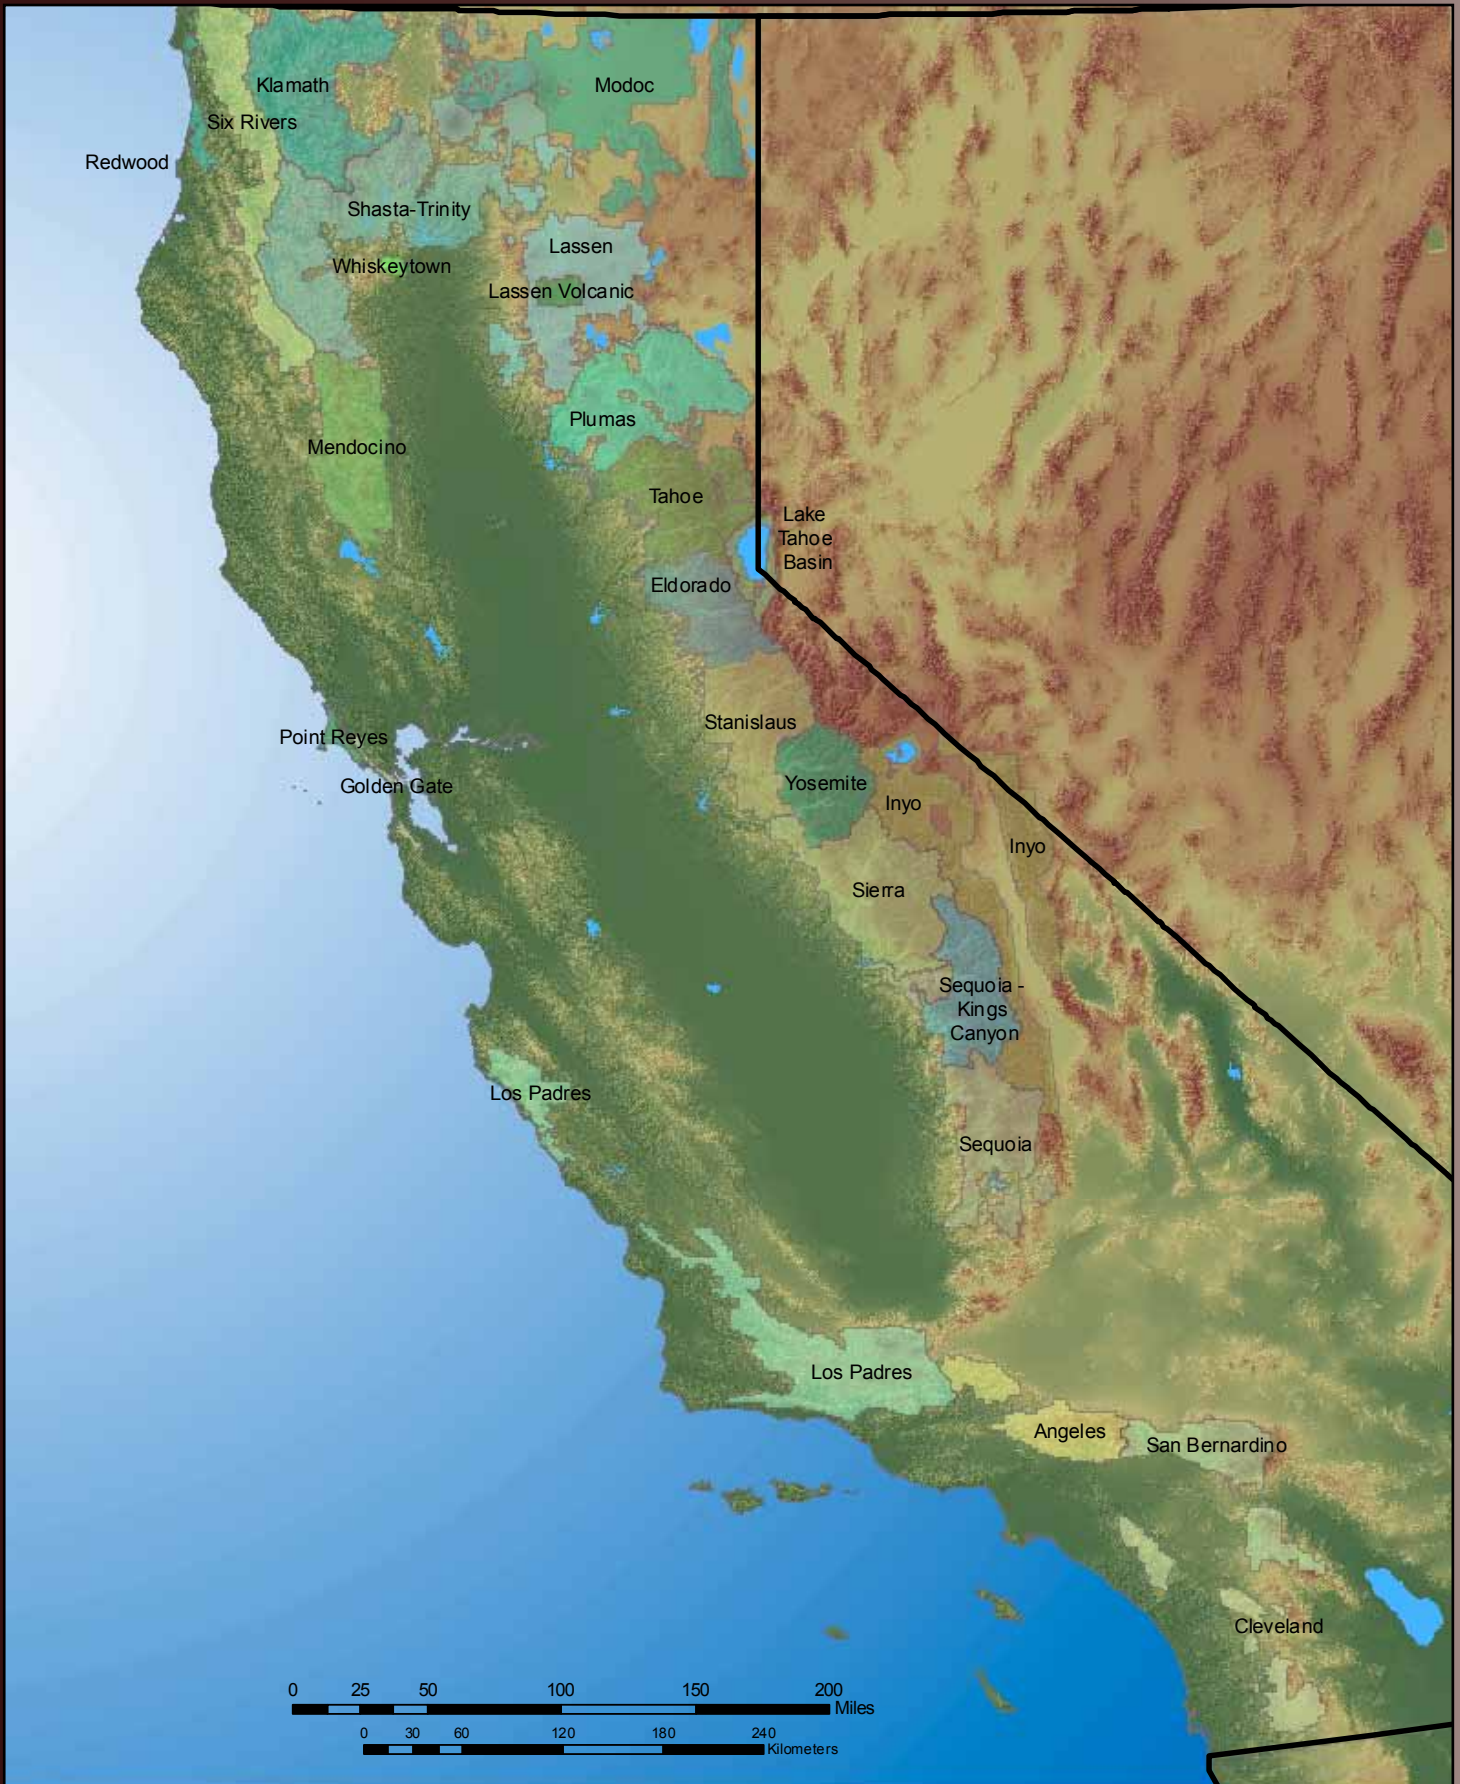 Klamath
Modoc
Six Rivers
Redwood
Shasta-Trinity
Lassen
Whiskeytown
Lassen Volcanic
Plumas
Mendocino
Tahoe
Lake
Tahoe
Basin
Eldorado
Stanislaus
Point Reyes
Yosemite
Golden Gate
Inyo
Inyo
Sierra
Sequoia -
Kings
Canyon
Los Padres
Sequoia
Los Padres
Angeles
San Bernardino
Cleveland
0 25 50 100 150 200
Miles
0 30 60 120 180 240
Kilometers